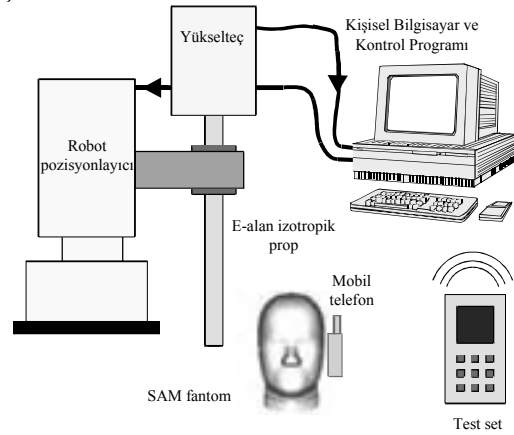 Yükselteç
Kişisel Bilgisayar ve
Kontrol Programı
Robot
pozisyonlayıcı
E-alan izotropik
prop
Mobil
telefon
SAM fantom
Test set